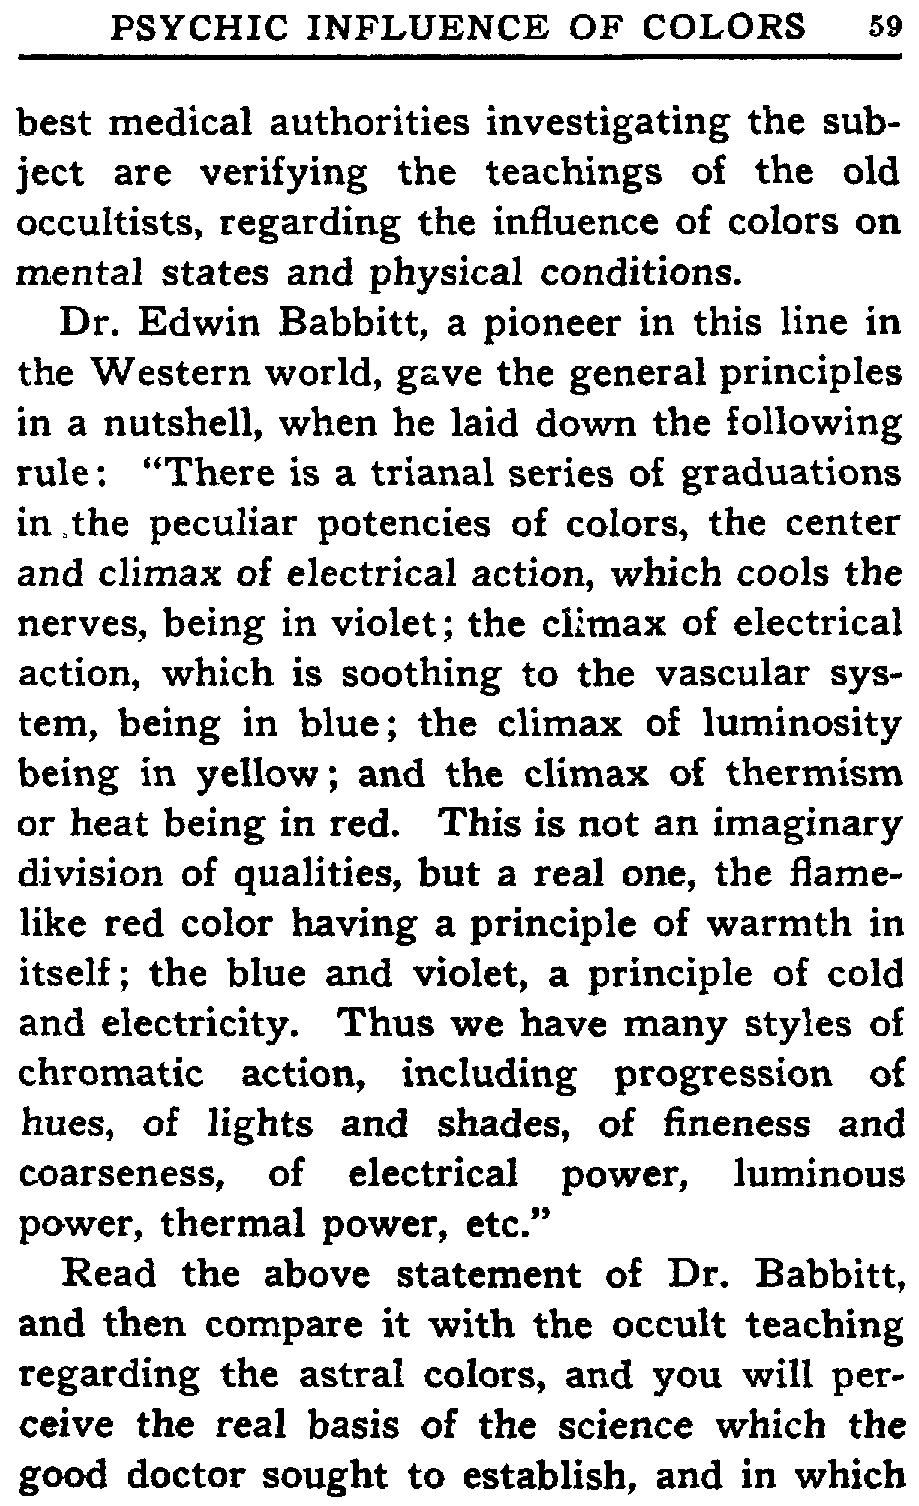 PSYCHIC INFLUENCE OF COLORS 59
best medical authorities investigating the sub-
ject are verifying the teachings of the old
occultists, regarding the influence of colors on
mental states and physical conditions.
Dr. Edwin Babbitt, a pioneer in this line in
the Western world, gave the general principles
in a nutshell, when he laid down the following
rule: “There is a trianal series of graduations
in the peculiar potencies of colors, the center
and climax of electrical action, which cools the
nerves, being in violet; the climax of electrical
action, which is soothing to the vascular sys-
tem, being in blue; the climax of luminosity
being in yellow; and the climax of thermism
or heat being in red. This is not an imaginary
division of qualities, but a real one, the flame-
like red color having a principle of warmth in
itself; the blue and violet, a principle of cold
and electricity. Thus we have many styles of
chromatic action, including progression of
hues, of lights and shades, of fineness and
coarseness, of electrical power, luminous
power, thermal power, etc.”
Read the above statement of Dr. Babbitt,
and then compare it with the occult teaching
regarding the astral colors, and you will per-
ceive the real basis of the science which the
good doctor sought to establish, and in which